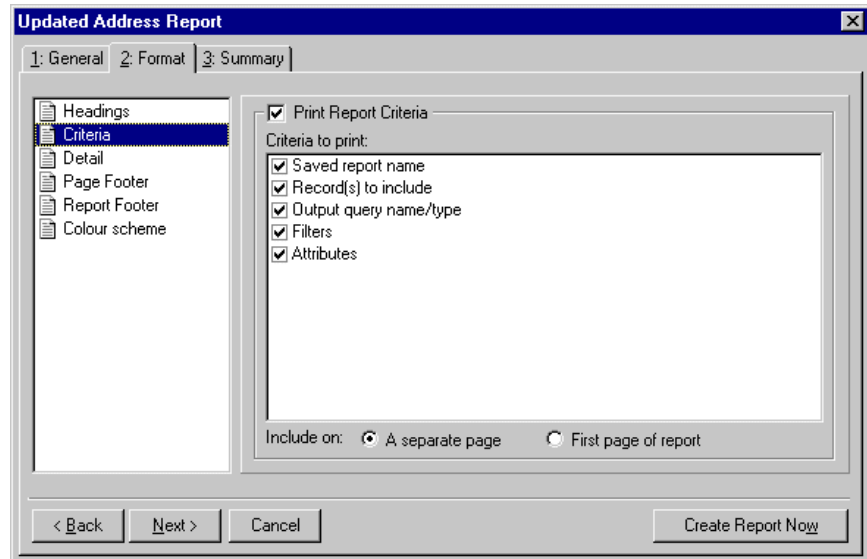 Updated Address Report
1: General 2: Format 3: Summary
Headings
Criteria
Detail
Page Footer
Report Footer
Colour scheme
Print Report Criteria
Criteria to print:
Saved report name
Record(s) to include
Output query name/type
Filters
Attributes
Include on: A separate page First page of report
< Back Next > Cancel Create Report Now